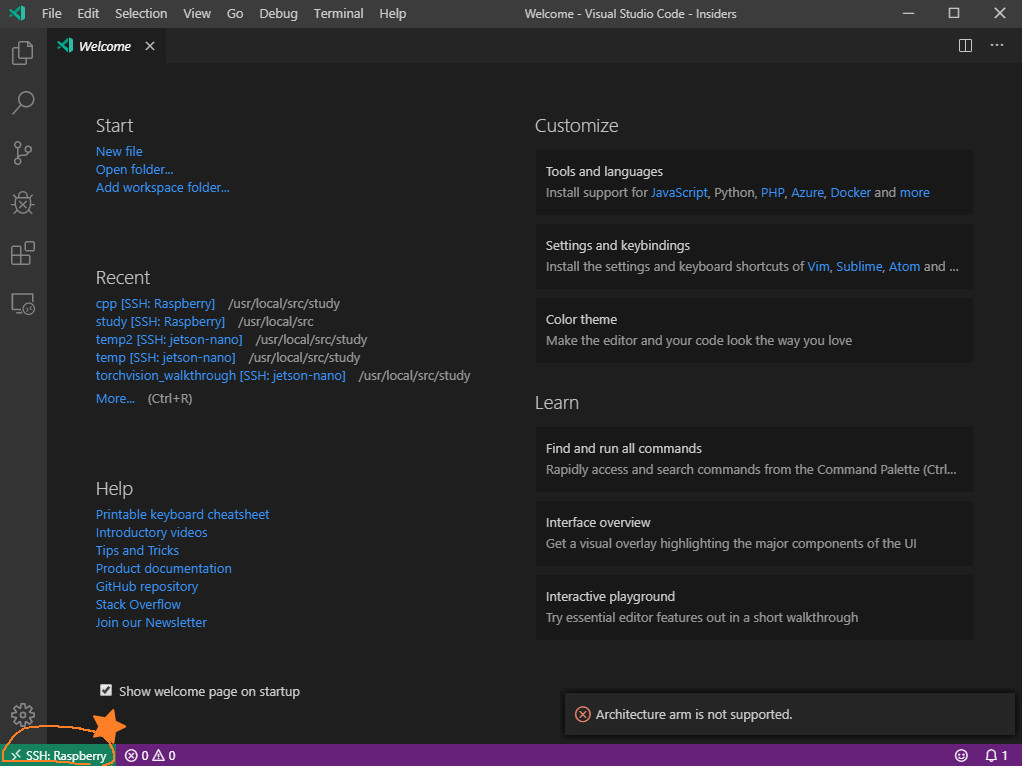 File Edit Selection View Go Debug Terminal Help Welcome - Visual Studio Code - Insiders
Welcome
Start
New file
Open folder...
Add workspace folder...
Recent
cpp [SSH: Raspberry] /usr/local/src/study
study [SSH: Raspberry] /usr/local/src
temp2 [SSH: jetson-nano] /usr/local/src/study
temp [SSH: jetson-nano] /usr/local/src/study
torchvision_walkthrough [SSH: jetson-nano] /usr/local/src/study
More... (Ctrl+R)
Help
Printable keyboard cheatsheet
Introductory videos
Tips and Tricks
Product documentation
GitHub repository
Stack Overflow
Join our Newsletter
Show welcome page on startup
Customize
Tools and languages
Install support for JavaScript, Python, PHP, Azure, Docker and more
Settings and keybindings
Install the settings and keyboard shortcuts of Vim, Sublime, Atom and ...
Color theme
Make the editor and your code look the way you love
Learn
Find and run all commands
Rapidly access and search commands from the Command Palette (Ctrl...
Interface overview
Get a visual overlay highlighting the major components of the UI
Interactive playground
Try essential editor features out in a short walkthrough
Architecture arm is not supported.
SSH: Raspberry 0 0 1